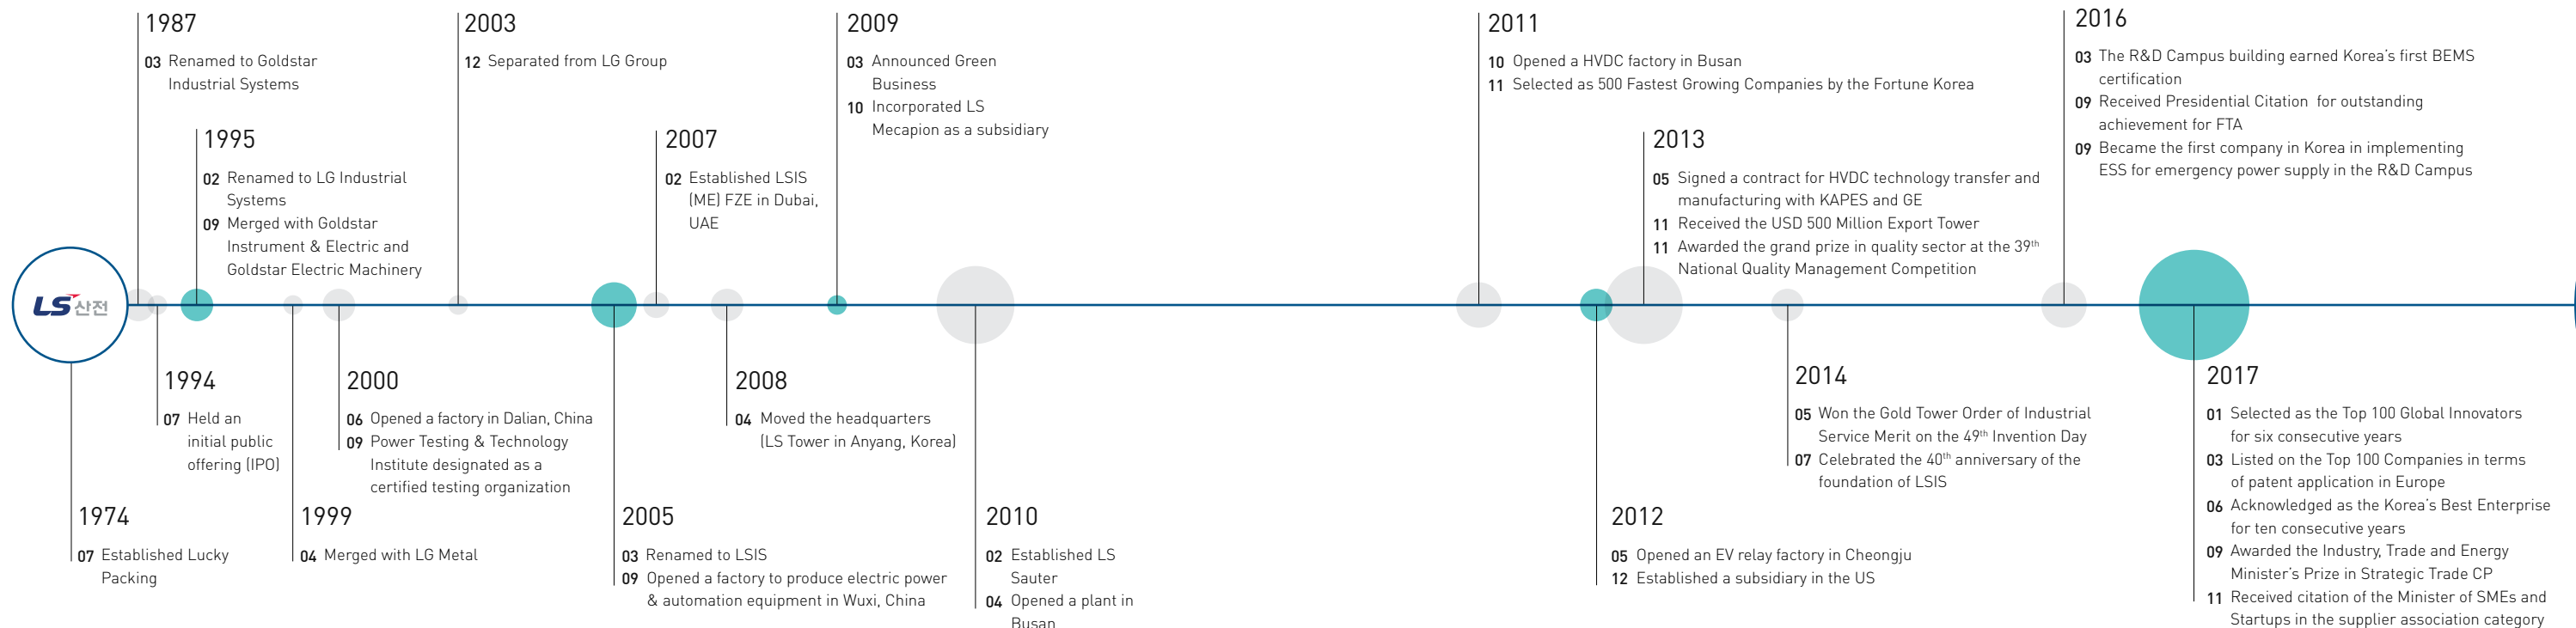 LS산전
1974
07 Established Lucky
Packing
1987
03 Renamed to Goldstar
Industrial Systems
1994
07 Held an
initial public
offering (IPO)
1995
02 Renamed to LG Industrial
Systems
09 Merged with Goldstar
Instrument & Electric and
Goldstar Electric Machinery
1999
04 Merged with LG Metal
2000
06 Opened a factory in Dalian, China
09 Power Testing & Technology
Institute designated as a
certified testing organization
2003
12 Separated from LG Group
2005
03 Renamed to LSIS
09 Opened a factory to produce electric power
& automation equipment in Wuxi, China
2007
02 Established LSIS
(ME) FZE in Dubai,
UAE
2008
04 Moved the headquarters
(LS Tower in Anyang, Korea)
2009
03 Announced Green
Business
10 Incorporated LS
Mecapion as a subsidiary
2010
02 Established LS
Sauter
04 Opened a plant in
Busan
2011
10 Opened a HVDC factory in Busan
11 Selected as 500 Fastest Growing Companies by the Fortune Korea
2012
05 Opened an EV relay factory in Cheongju
12 Established a subsidiary in the US
2013
05 Signed a contract for HVDC technology transfer and
manufacturing with KAPES and GE
11 Received the USD 500 Million Export Tower
11 Awarded the grand prize in quality sector at the 39th
National Quality Management Competition
2014
05 Won the Gold Tower Order of Industrial
Service Merit on the 49th Invention Day
07 Celebrated the 40th anniversary of the
foundation of LSIS
2016
03 The R&D Campus building earned Korea's first BEMS
certification
09 Received Presidential Citation for outstanding
achievement for FTA
09 Became the first company in Korea in implementing
ESS for emergency power supply in the R&D Campus
2017
01 Selected as the Top 100 Global Innovators
for six consecutive years
03 Listed on the Top 100 Companies in terms
of patent application in Europe
06 Acknowledged as the Korea's Best Enterprise
for ten consecutive years
09 Awarded the Industry, Trade and Energy
Minister's Prize in Strategic Trade CP
11 Received citation of the Minister of SMEs and
Startups in the supplier association category